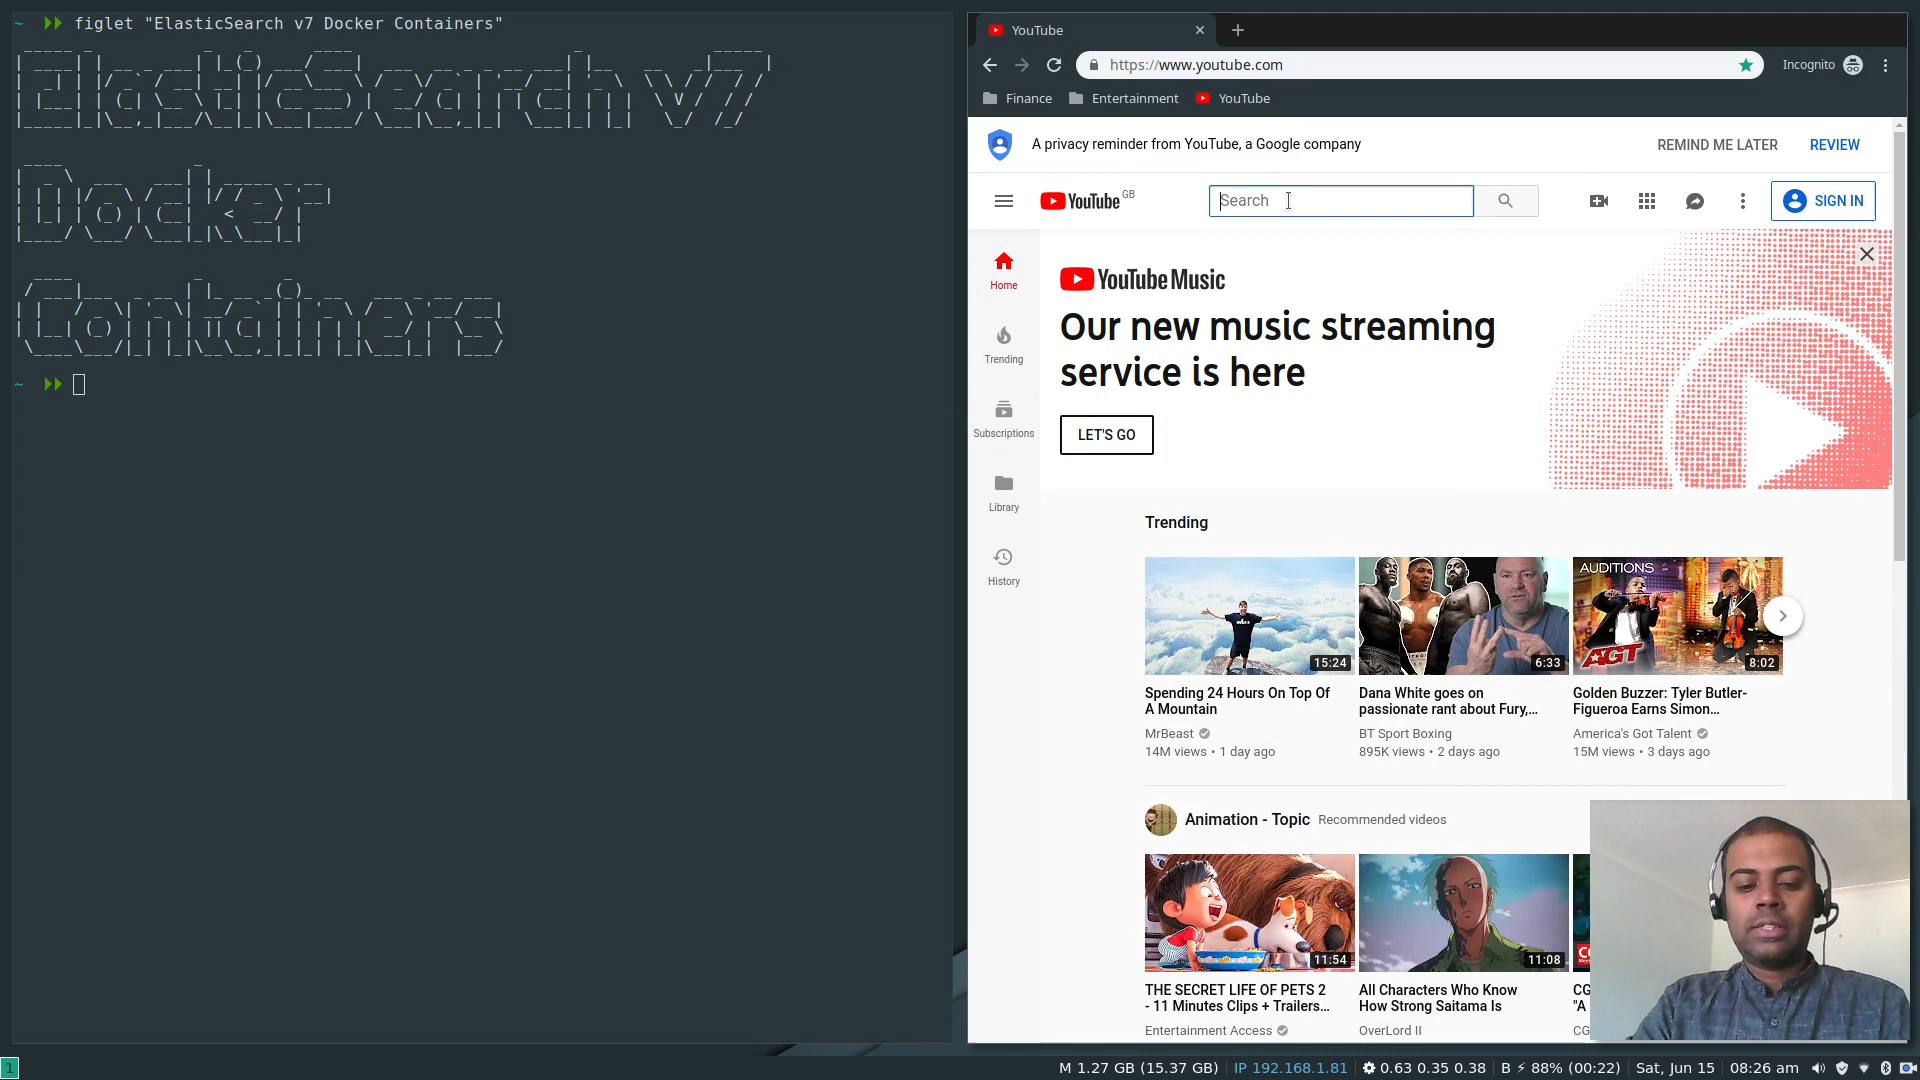 ~ figlet "ElasticSearch v7 Docker Containers"
ElasticSearch v7
Docker
Containers
~
YouTube
https://www.youtube.com
Incognito
Finance
Entertainment
YouTube
A privacy reminder from YouTube, a Google company
REMIND ME LATER
REVIEW
YouTube GB
Search
SIGN IN
Home
Trending
Subscriptions
Library
History
YouTube Music
Our new music streaming
service is here
LET'S GO
Trending
15:24
Spending 24 Hours On Top Of
A Mountain
MrBeast
14M views • 1 day ago
6:33
Dana White goes on
passionate rant about Fury,...
BT Sport Boxing
895K views • 2 days ago
AUDITIONS
AGT
8:02
Golden Buzzer: Tyler Butler-
Figueroa Earns Simon...
America's Got Talent
15M views • 3 days ago
Animation - Topic Recommended videos
11:54
THE SECRET LIFE OF PETS 2
- 11 Minutes Clips + Trailers...
Entertainment Access
11:08
All Characters Who Know
How Strong Saitama Is
OverLord II
CG
"A
CG
1
M 1.27 GB (15.37 GB) IP 192.168.1.81 0.63 0.35 0.38 B ⚡ 88% (00:22) Sat, Jun 15 08:26 am